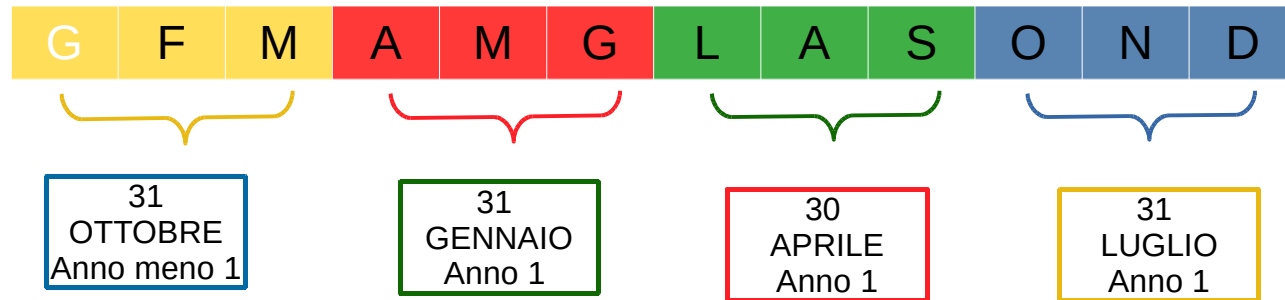 G F M A M G L A S O N D
31
OTTOBRE
Anno meno 1
31
GENNAIO
Anno 1
30
APRILE
Anno 1
31
LUGLIO
Anno 1